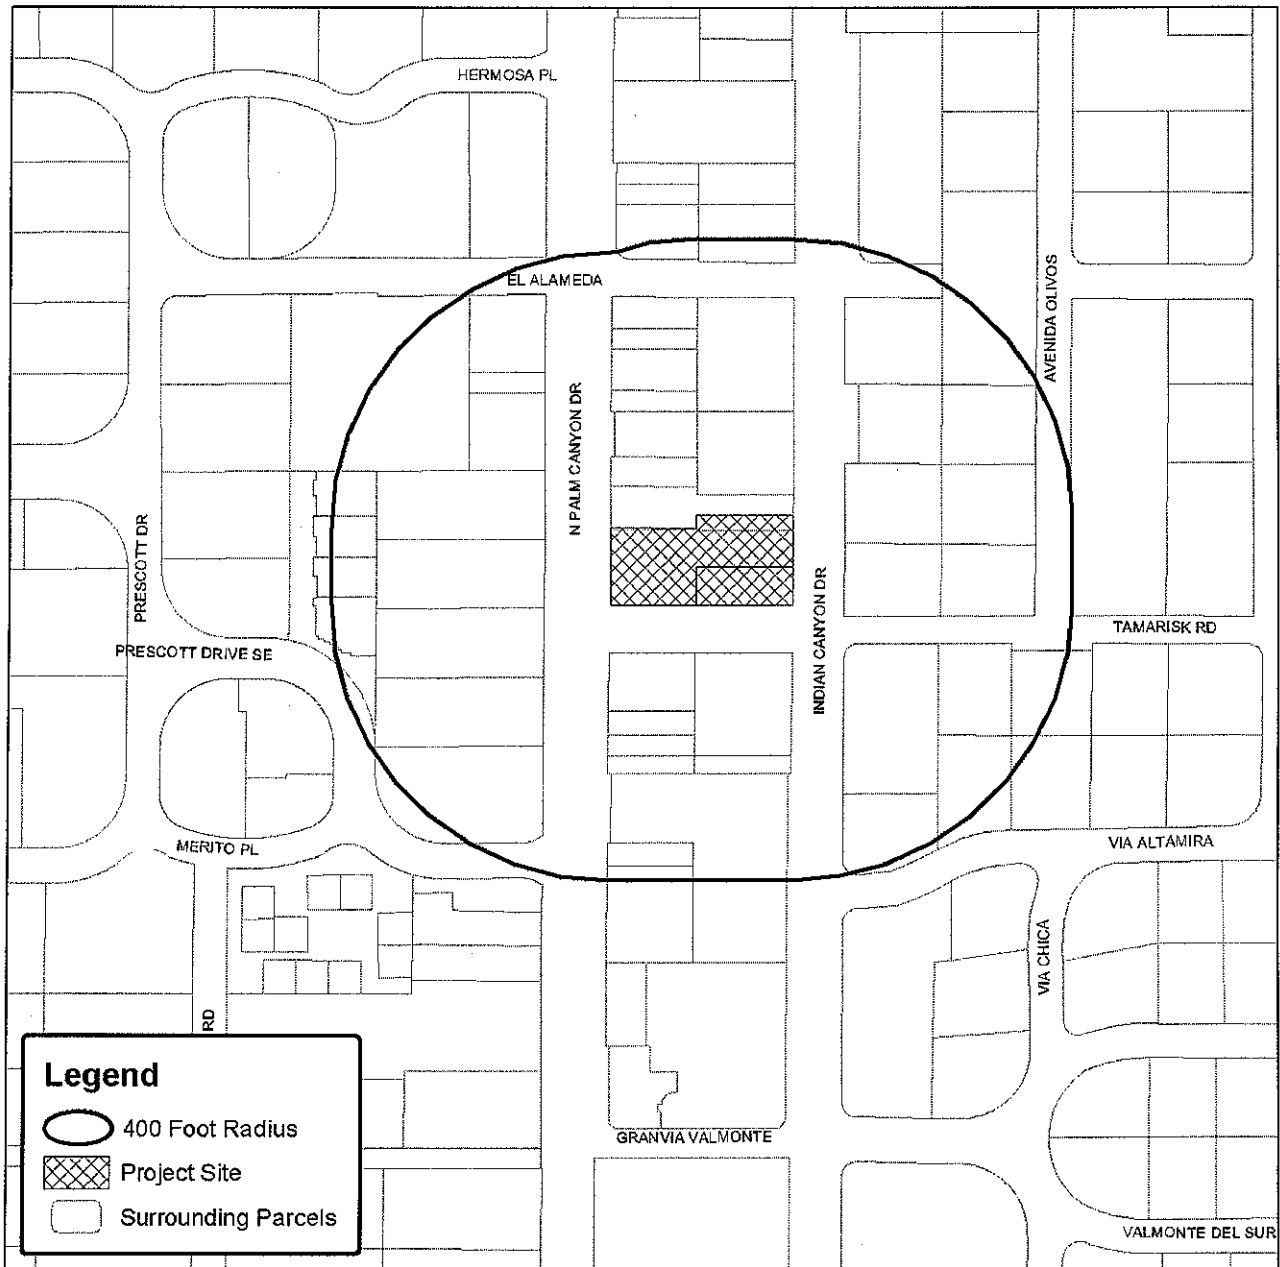 HERMOSA PL
EL ALAMEDA
AVENIDA OLIVOS
N PALM CANYON DR
PRESCOTT DR
INDIAN CANYON DR
TAMARISK RD
PRESCOTT DRIVE SE
MERITO PL
VIA ALTAMIRA
VIA CHICA
RD
Legend
400 Foot Radius
Project Site
Surrounding Parcels
GRANVIA VALMONTE
VALMONTE DEL SUR